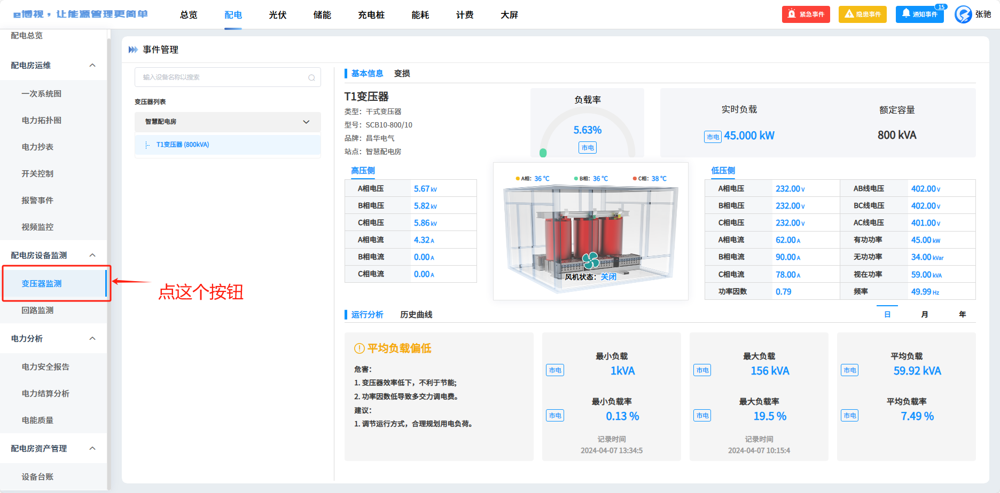 e博视，让能源管理更简单
总览
配电
光伏
储能
充电桩
能耗
计费
大屏
紧急事件
隐患事件
通知事件
15
张驰
配电总览
配电房运维
一次系统图
电力拓扑图
电力抄表
开关控制
报警事件
视频监控
配电房设备监测
变压器监测
回路监测
电力分析
电力安全报告
电力结算分析
电能质量
配电房资产管理
设备台账
点这个按钮
事件管理
输入设备名称以搜索
变压器列表
智慧配电房
T1变压器 (800kVA)
基本信息
变损
T1变压器
类型：干式变压器
型号：SCB10-800/10
品牌：昌华电气
站点：智慧配电房
负载率
5.63%
市电
实时负载
市电 45.000 kW
额定容量
800 kVA
高压侧
A相电压 5.67 kV
B相电压 5.82 kV
C相电压 5.86 kV
A相电流 4.32 A
B相电流 0.00 A
C相电流 0.00 A
A相： 36 ℃
B相： 36 ℃
C相： 38 ℃
风机状态：关闭
低压侧
A相电压 232.00 V AB线电压 402.00 V
B相电压 232.00 V BC线电压 402.00 V
C相电压 232.00 V AC线电压 401.00 V
A相电流 62.00 A 有功功率 45.00 kW
B相电流 90.00 A 无功功率 34.00 kVar
C相电流 78.00 A 视在功率 59.00 kVA
功率因数 0.79 频率 49.99 Hz
运行分析
历史曲线
日
月
年
平均负载偏低
危害：
1. 变压器效率低下，不利于节能;
2. 功率因数低导致多交力调电费。
建议：
1. 调节运行方式，合理规划用电负荷。
最小负载
市电 1kVA
最小负载率
市电 0.13 %
记录时间
2024-04-07 13:34:5
最大负载
市电 156 kVA
最大负载率
市电 19.5 %
记录时间
2024-04-07 10:15:4
平均负载
市电 59.92 kVA
平均负载率
市电 7.49 %